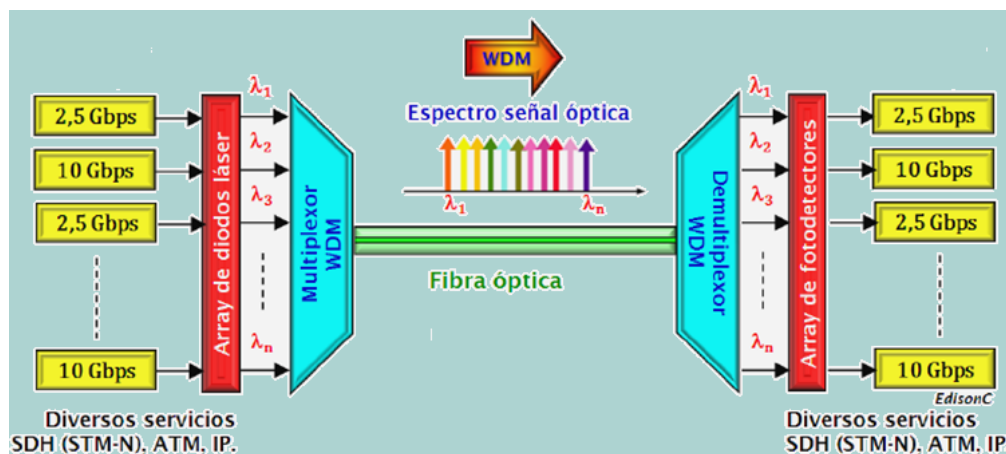 WDM
Espectro señal óptica
λ1
λn
2,5 Gbps
10 Gbps
2,5 Gbps
10 Gbps
Array de diodos làser
λ1
λ2
λ3
λn
Multiplexor
WDM
Fibra óptica
Demultiplexor
WDM
λ1
λ2
λ3
λn
Array de fotodetectores
2,5 Gbps
10 Gbps
2,5 Gbps
10 Gbps
EdisonC
Diversos servicios
SDH (STM-N), ATM, IP.
Diversos servicios
SDH (STM-N), ATM, IP